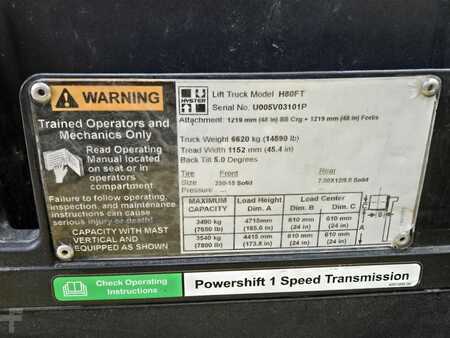 WARNING
Trained Operators and
Mechanics Only
Read Operating
Manual located
on seat or in
operators
compartment
Failure to follow operating,
inspection, and maintenance
instructions can cause
serious injury or death!
CAPACITY WITH MAST
VERTICAL AND
EQUIPPED AS SHOWN
HYSTER
Lift Truck Model H80FT
Serial No. U005V03101P
Attachment: 1219 mm (48 in) BB Crg + 1219 mm (48 in) Forks
Truck Weight 6620 kg (14590 lb)
Tread Width 1152 mm (45.4 in)
Back Tilt 5.0 Degrees
Tire Front Rear
Size 250-15 Solid 7.00X12/5.0 Solid
Pressure — —
MAXIMUM CAPACITY Load Height Dim. A Load Center Dim. B Dim. C
3490 kg (7650 lb) 4715mm (185.6 in) 610 mm (24 in) 610 mm (24 in)
3540 kg (7800 lb) 4415 mm (173.8 in) 610 mm (24 in) 610 mm (24 in)
A
B
C
Check Operating
Instructions
Powershift 1 Speed Transmission